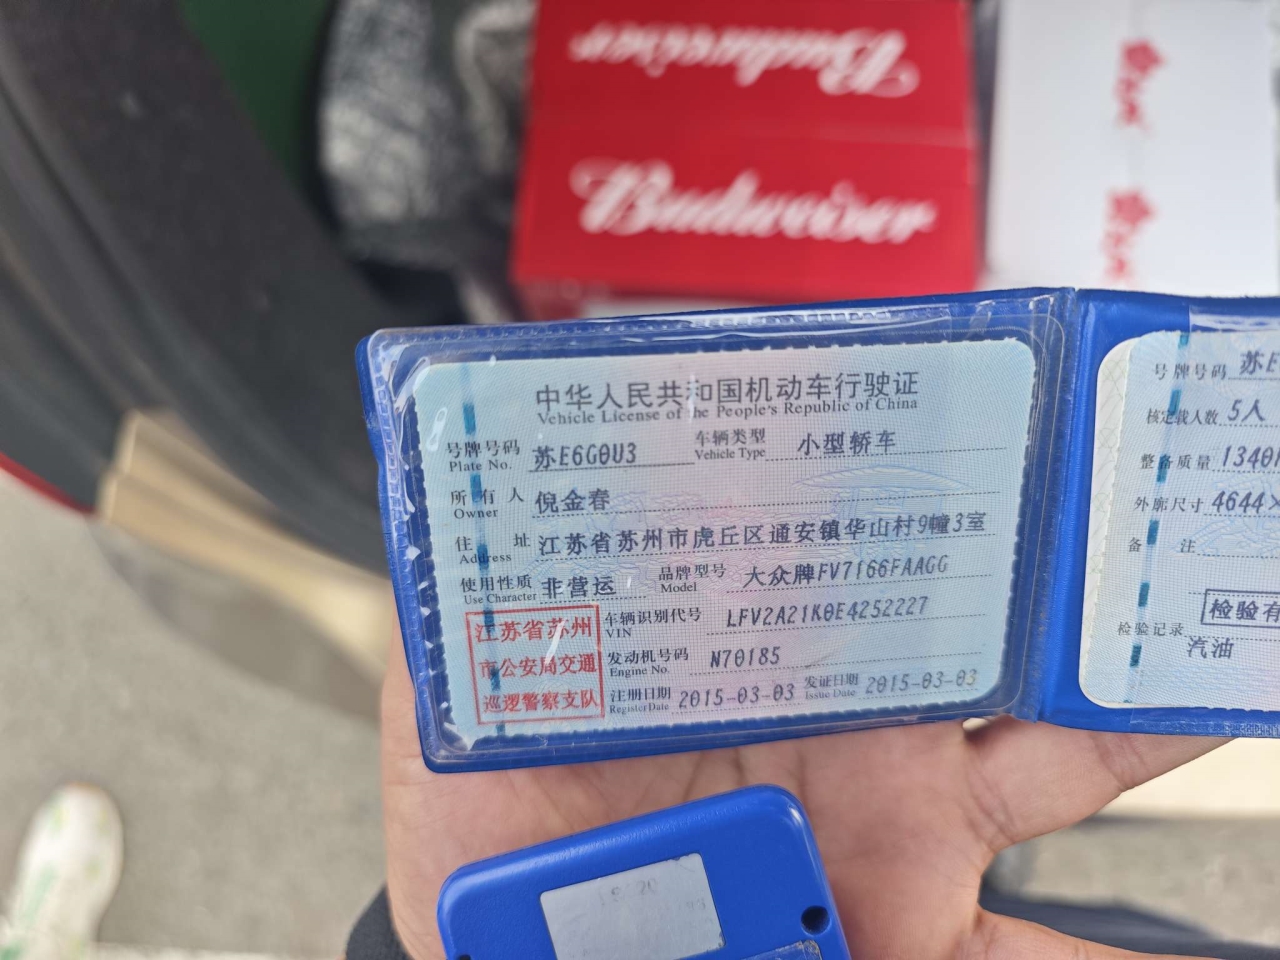 Budweiser
Budweiser
中华人民共和国机动车行驶证
Vehicle License of the People's Republic of China
号牌号码 苏E6G0U3 车辆类型 小型轿车
Plate No. Vehicle Type
所有人 倪金春
Owner
住址 江苏省苏州市虎丘区通安镇华山村9幢3室
Address
使用性质 非营运 品牌型号 大众牌FV7166FAAGG
Use Character Model
江苏省苏州
市公安局交通
巡逻警察支队
车辆识别代号 LFV2A21K0E4252227
VIN
发动机号码 N70185
Engine No.
注册日期 2015-03-03 发证日期 2015-03-03
Register Date Issue Date
号牌号码 苏E
核定载人数 5人
整备质量 1340
外廓尺寸 4644×
备注
检验有
检验记录
汽油